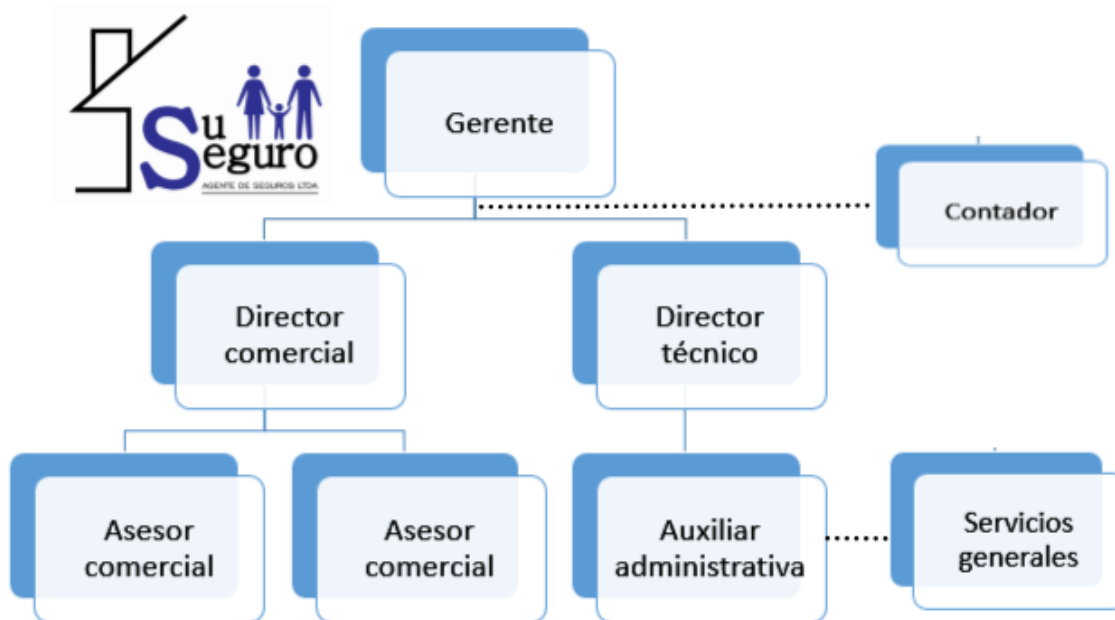 Su
Seguro
AGENTE DE SEGUROS LTDA
Gerente
Contador
Director
comercial
Director
técnico
Asesor
comercial
Asesor
comercial
Auxiliar
administrativa
Servicios
generales